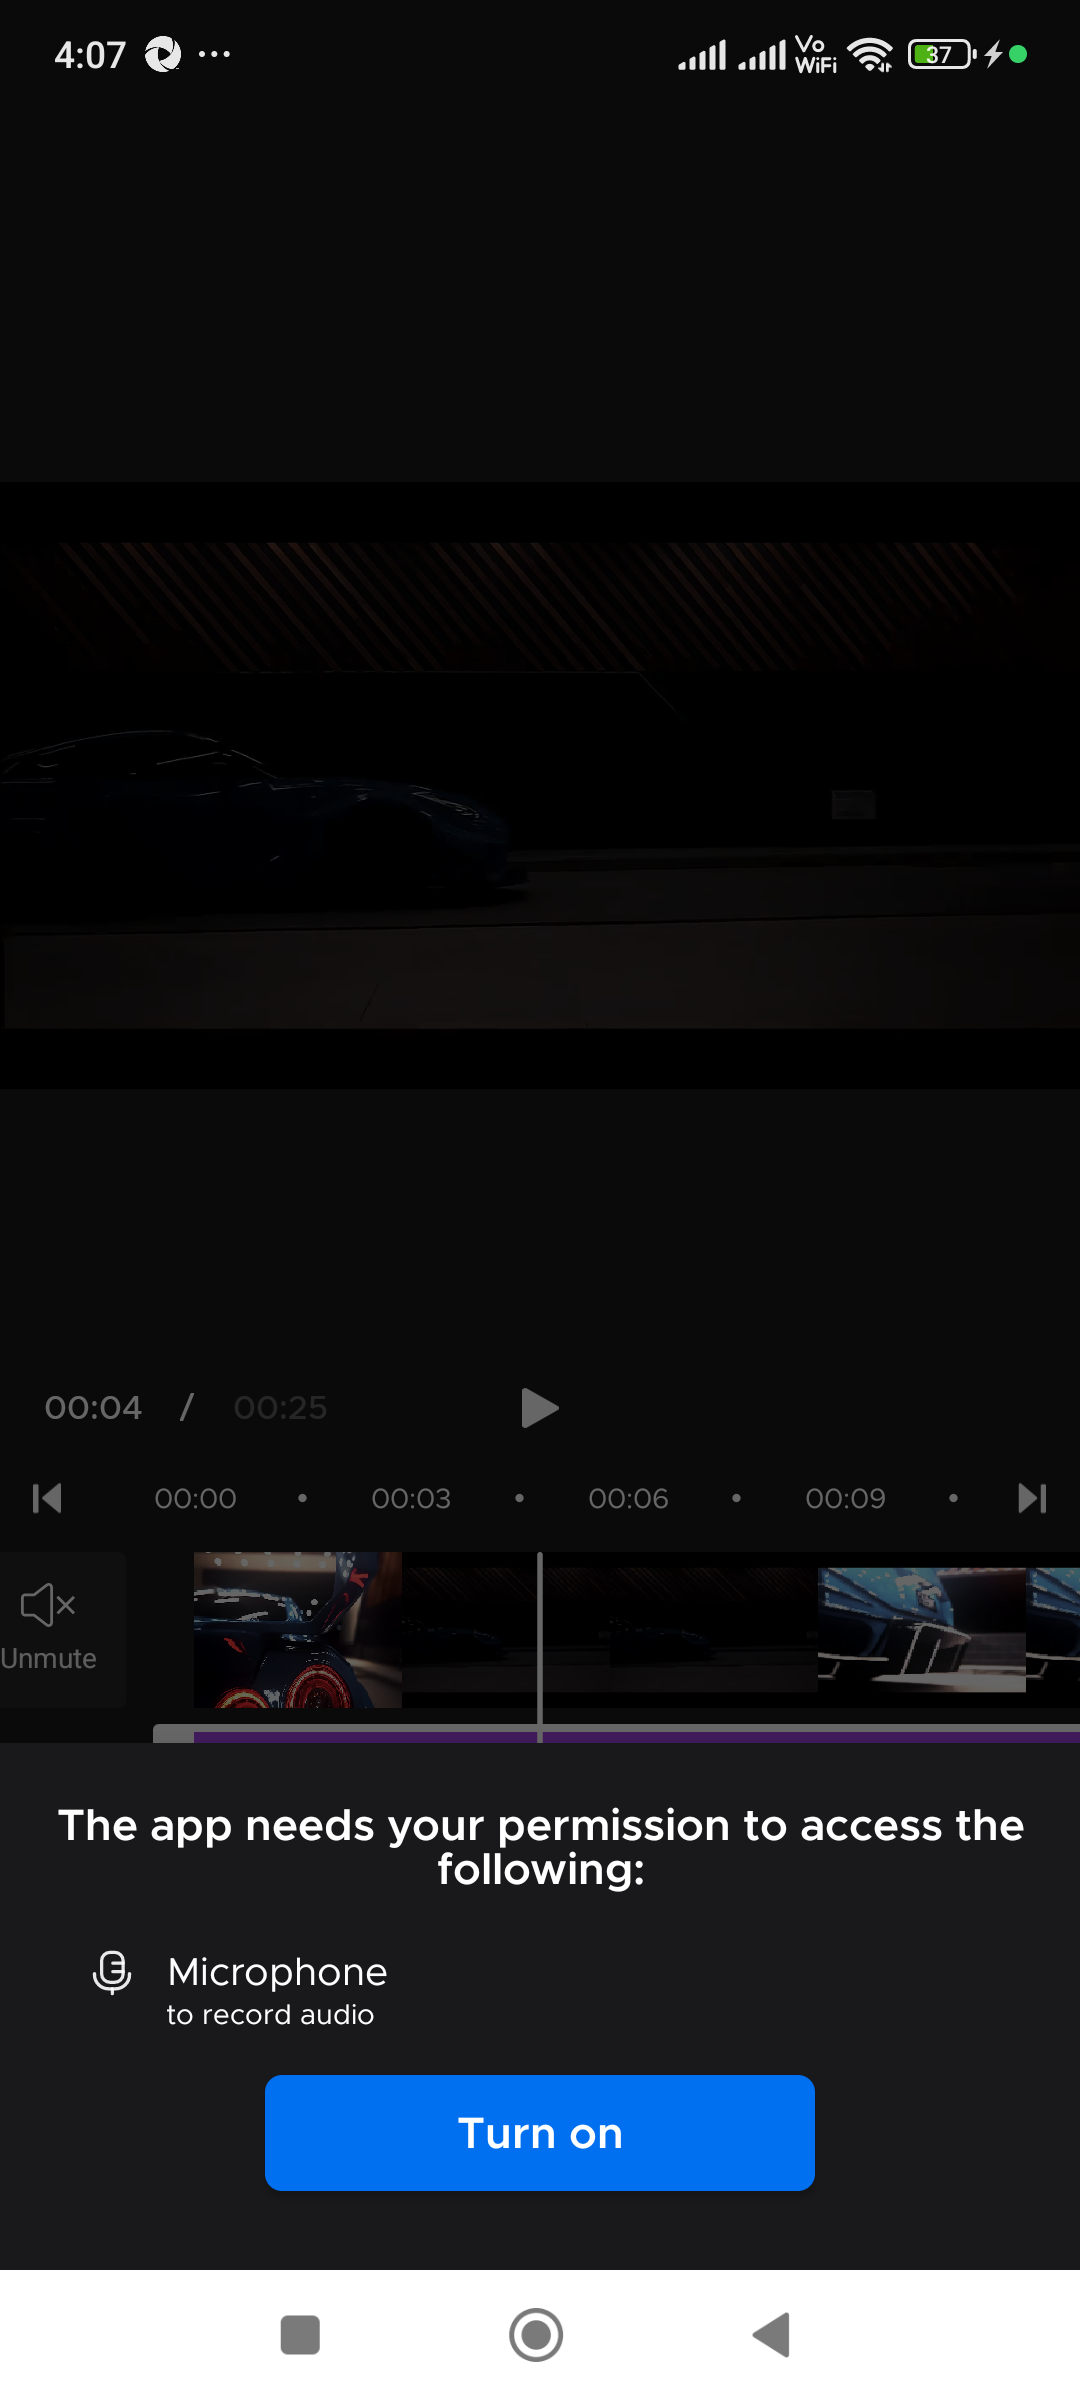 4:07
Vo
WiFi
37
00:04 / 00:25
00:00 • 00:03 • 00:06 • 00:09 •
Unmute
The app needs your permission to access the
following:
Microphone
to record audio
Turn on